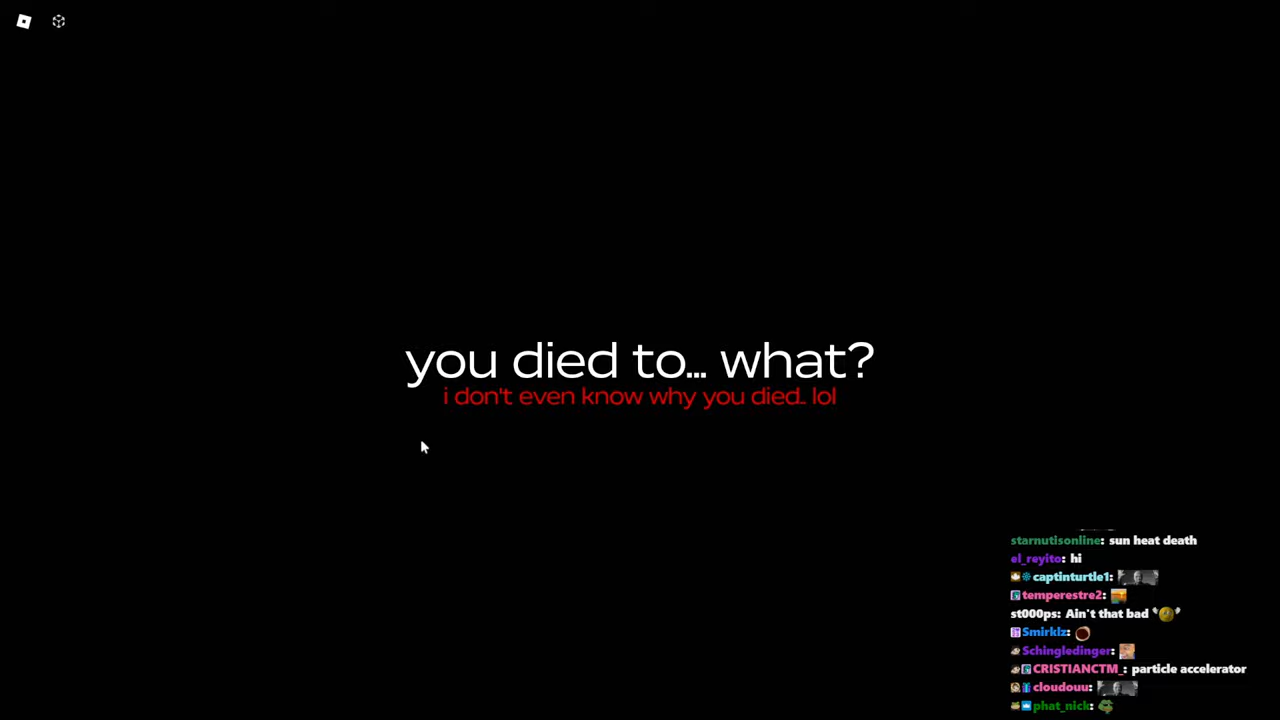 you died to... what?
i don't even know why you died.. lol
starnutisonline: sun heat death
el_reyito: hi
captinturtle1:
temperestre2:
st000ps: Ain't that bad
Smirklz:
Schingledinger:
CRISTIANCTM_: particle accelerator
cloudouu:
phat_nick: